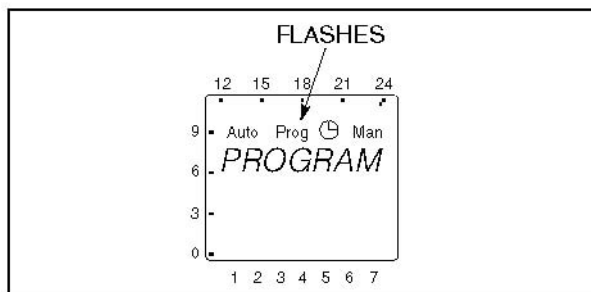 FLASHES
12 15 18 21 24
9 Auto Prog Man
PROGRAM
6
3
0
1 2 3 4 5 6 7